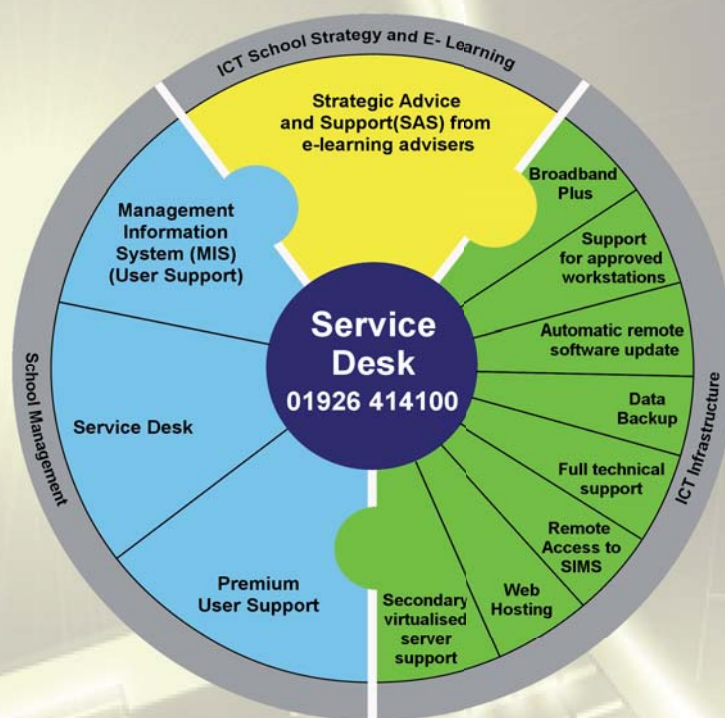 ICT School Strategy and E- Learning
Strategic Advice
and Support(SAS) from
e-learning advisers
Broadband
Plus
Support
for approved
workstations
Automatic remote
software update
Data
Backup
Full technical
support
Remote
Access to
SIMS
Web
Hosting
Secondary
virtualised
server
support
ICT Infrastructure
Management
Information
System (MIS)
(User Support)
Service Desk
Premium
User Support
School Management
Service
Desk
01926 414100